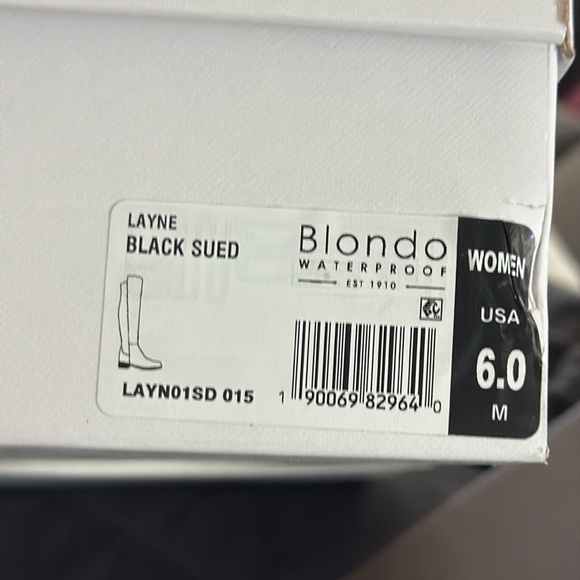 LAYNE
BLACK SUED
LAYN01SD 015
Blondo
WATERPROOF
EST 1910
1 90069 82964 0
WOMEN
USA
6.0
M